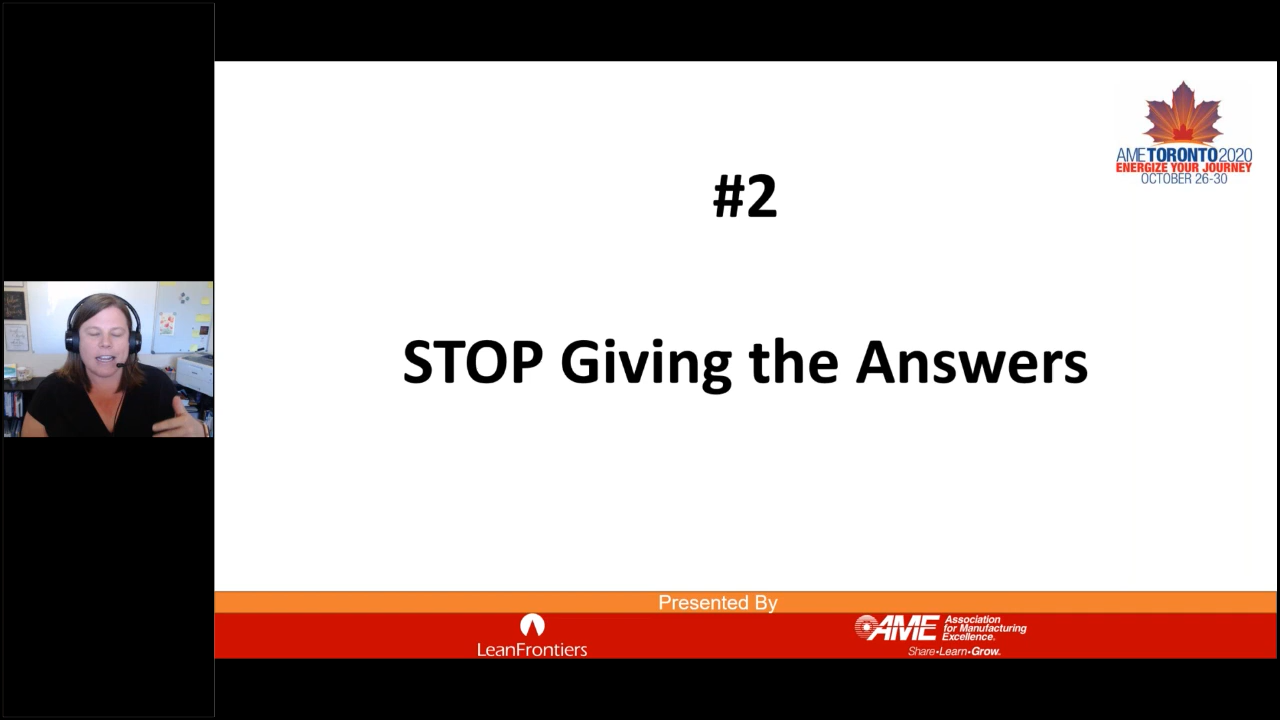 AMETORONTO2020
ENERGIZE YOUR JOURNEY
OCTOBER 26-30
#2
STOP Giving the Answers
Presented By
LeanFrontiers
AME Association
for Manufacturing
Excellence.
Share•Learn•Grow.